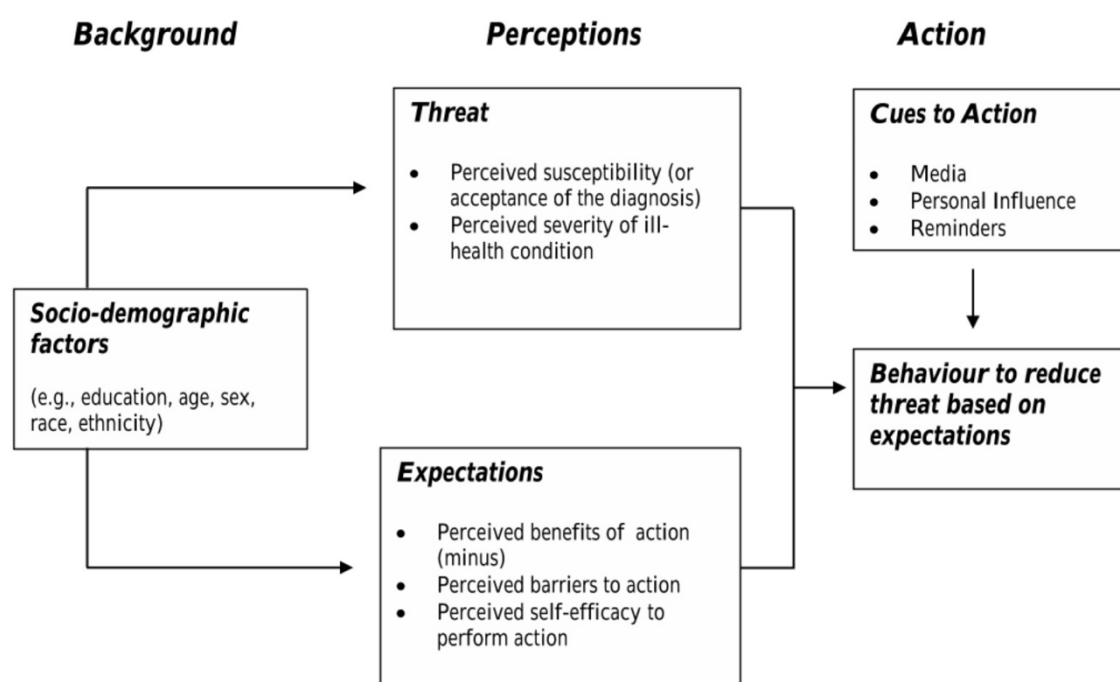 Background
Perceptions
Action
Threat
• Perceived susceptibility (or
acceptance of the diagnosis)
• Perceived severity of ill-
health condition
Cues to Action
• Media
• Personal Influence
• Reminders
Socio-demographic
factors
(e.g., education, age, sex,
race, ethnicity)
Behaviour to reduce
threat based on
expectations
Expectations
• Perceived benefits of action
(minus)
• Perceived barriers to action
• Perceived self-efficacy to
perform action